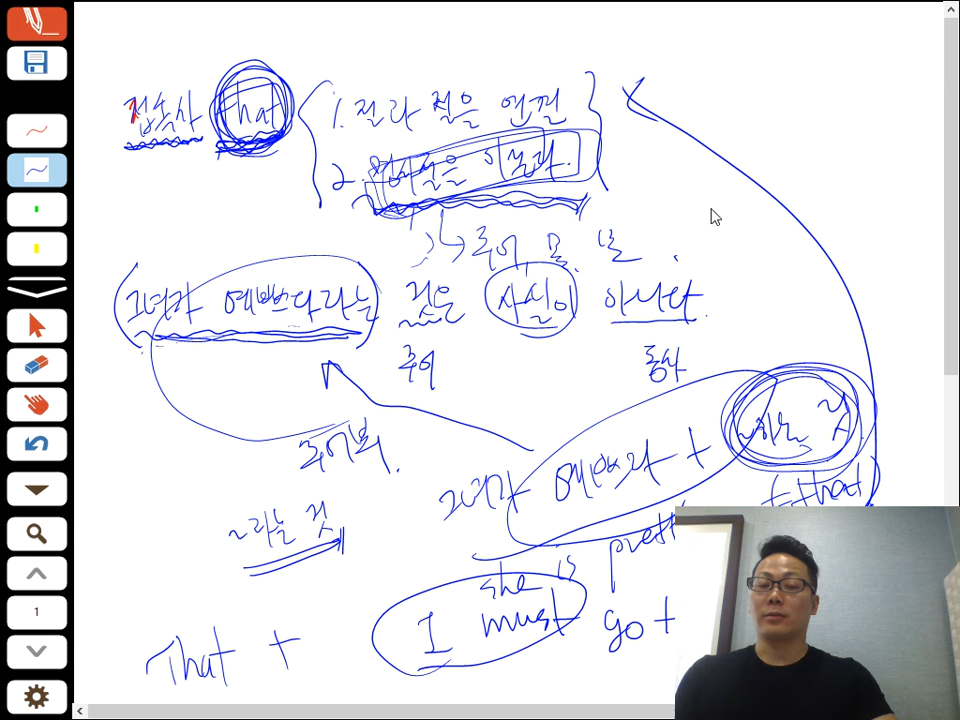 접속사 that
1. 절과 절을 연결
2. 명사절을 이끈다.
주어, 목, 보.
그녀가 예쁘다라는 것은 사실이 아니다.
주어 동사
주어부.
그녀가 예쁘다 + ~라는 것
+ that
~라는 것
she is prett
That + I must go +
1